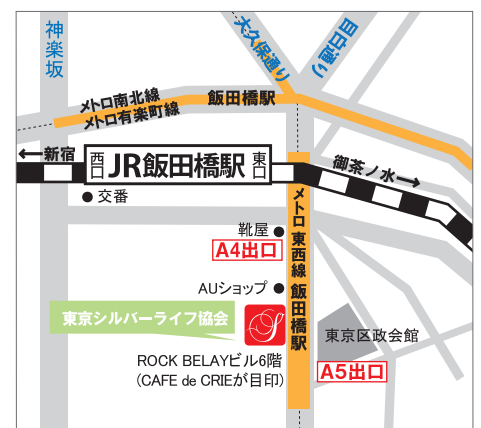 神楽坂
大久保通り
目白通り
メトロ南北線
メトロ有楽町線
飯田橋駅
←新宿
西口
JR飯田橋駅
東口
御茶ノ水→
交番
靴屋
A4出口
メトロ 東西線 飯田橋駅
AUショップ
東京シルバーライフ協会
S
ROCK BELAYビル6階
(CAFE de CRIEが目印)
東京区政会館
A5出口